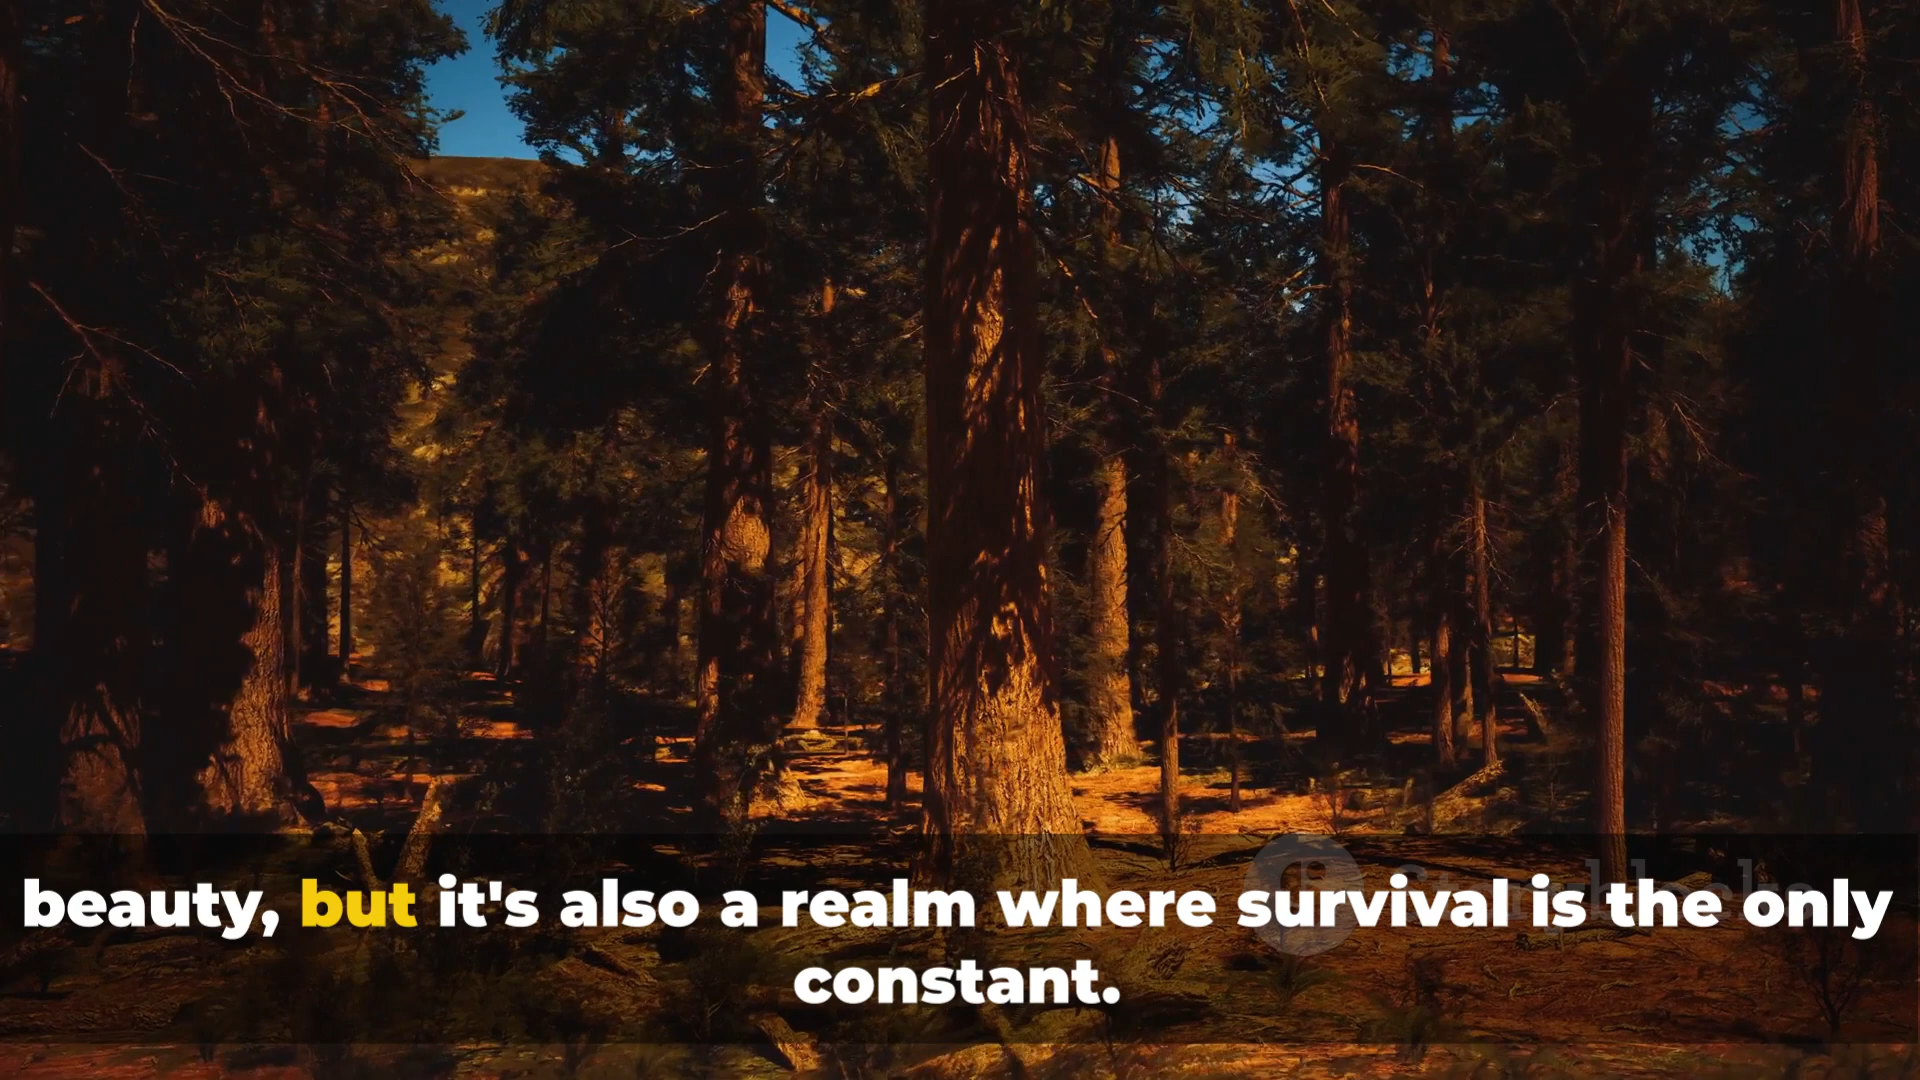 beauty, but it's also a realm where survival is the only
constant.